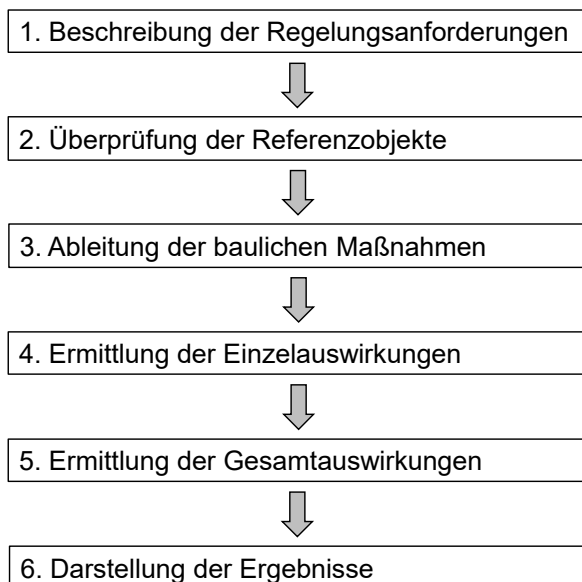 1. Beschreibung der Regelungsanforderungen
2. Überprüfung der Referenzobjekte
3. Ableitung der baulichen Maßnahmen
4. Ermittlung der Einzelauswirkungen
5. Ermittlung der Gesamtauswirkungen
6. Darstellung der Ergebnisse